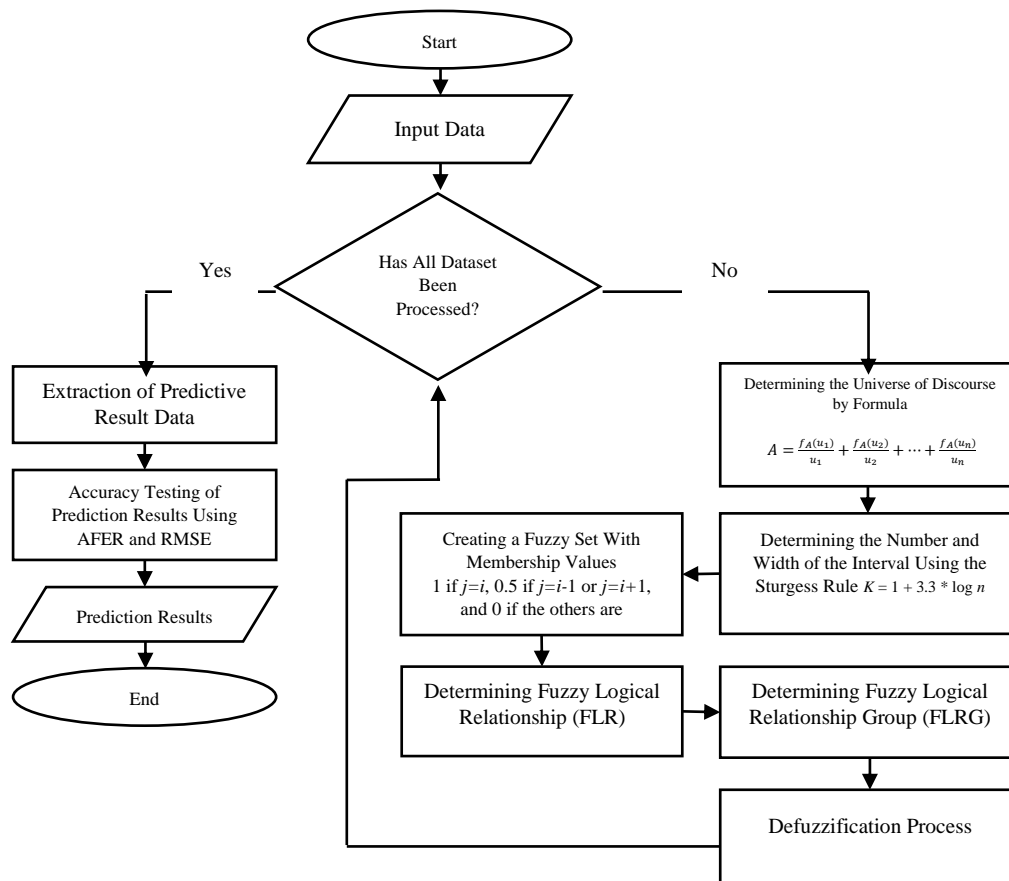 Start
Input Data
Has All Dataset
Been
Processed?
Yes
No
Extraction of Predictive
Result Data
Accuracy Testing of
Prediction Results Using
AFER and RMSE
Prediction Results
End
Determining the Universe of Discourse
by Formula
A = f_A(u_1)/u_1 + f_A(u_2)/u_2 + ⋯ + f_A(u_n)/u_n
Determining the Number and
Width of the Interval Using the
Sturgess Rule K = 1 + 3.3 * log n
Creating a Fuzzy Set With
Membership Values
1 if j=i, 0.5 if j=i-1 or j=i+1,
and 0 if the others are
Determining Fuzzy Logical
Relationship (FLR)
Determining Fuzzy Logical
Relationship Group (FLRG)
Defuzzification Process